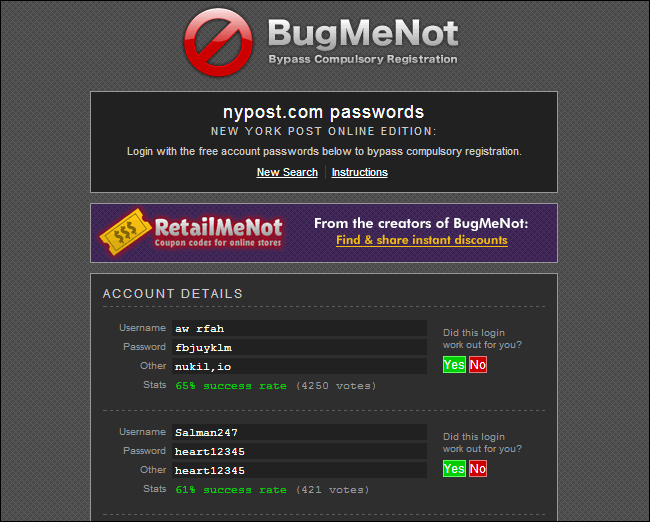 BugMeNot
Bypass Compulsory Registration
nypost.com passwords
NEW YORK POST ONLINE EDITION:
Login with the free account passwords below to bypass compulsory registration.
New Search | Instructions
$$$
RetailMeNot
Coupon codes for online stores
From the creators of BugMeNot:
Find & share instant discounts
ACCOUNT DETAILS
Username aw rfah
Password fbjuyklm
Other nukil,io
Stats 65% success rate (4250 votes)
Did this login
work out for you?
Yes No
Username Salman247
Password heart12345
Other heart12345
Stats 61% success rate (421 votes)
Did this login
work out for you?
Yes No